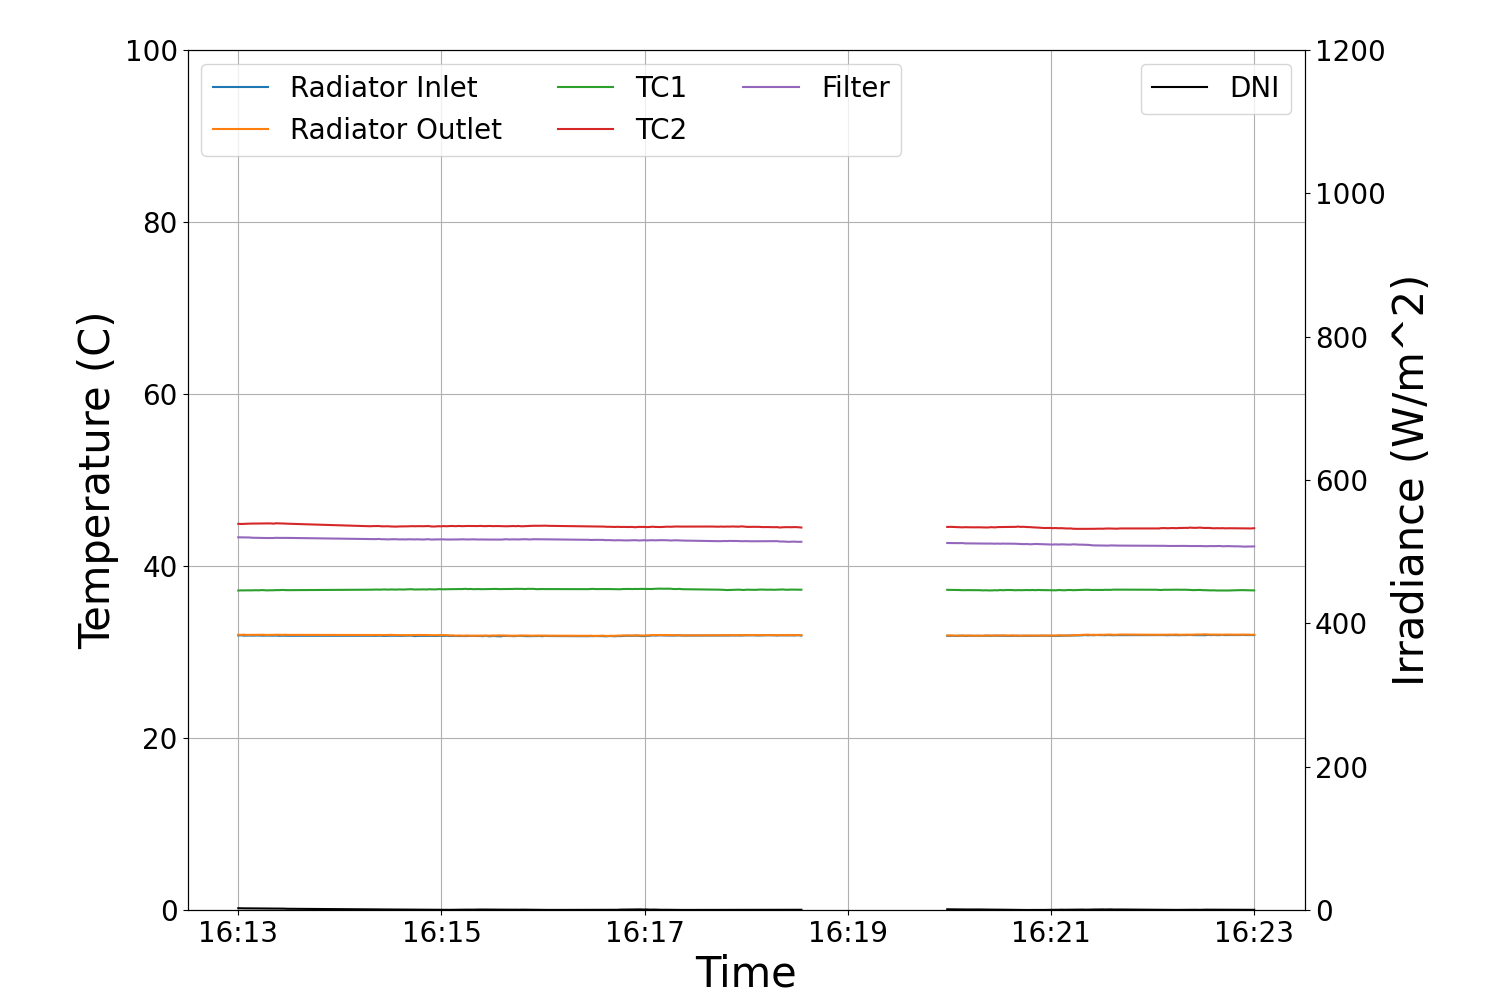 Radiator Inlet
Radiator Outlet
TC1
TC2
Filter
DNI
100
80
60
40
20
0
Temperature (C)
1200
1000
800
600
400
200
0
Irradiance (W/m^2)
16:13 16:15 16:17 16:19 16:21 16:23
Time